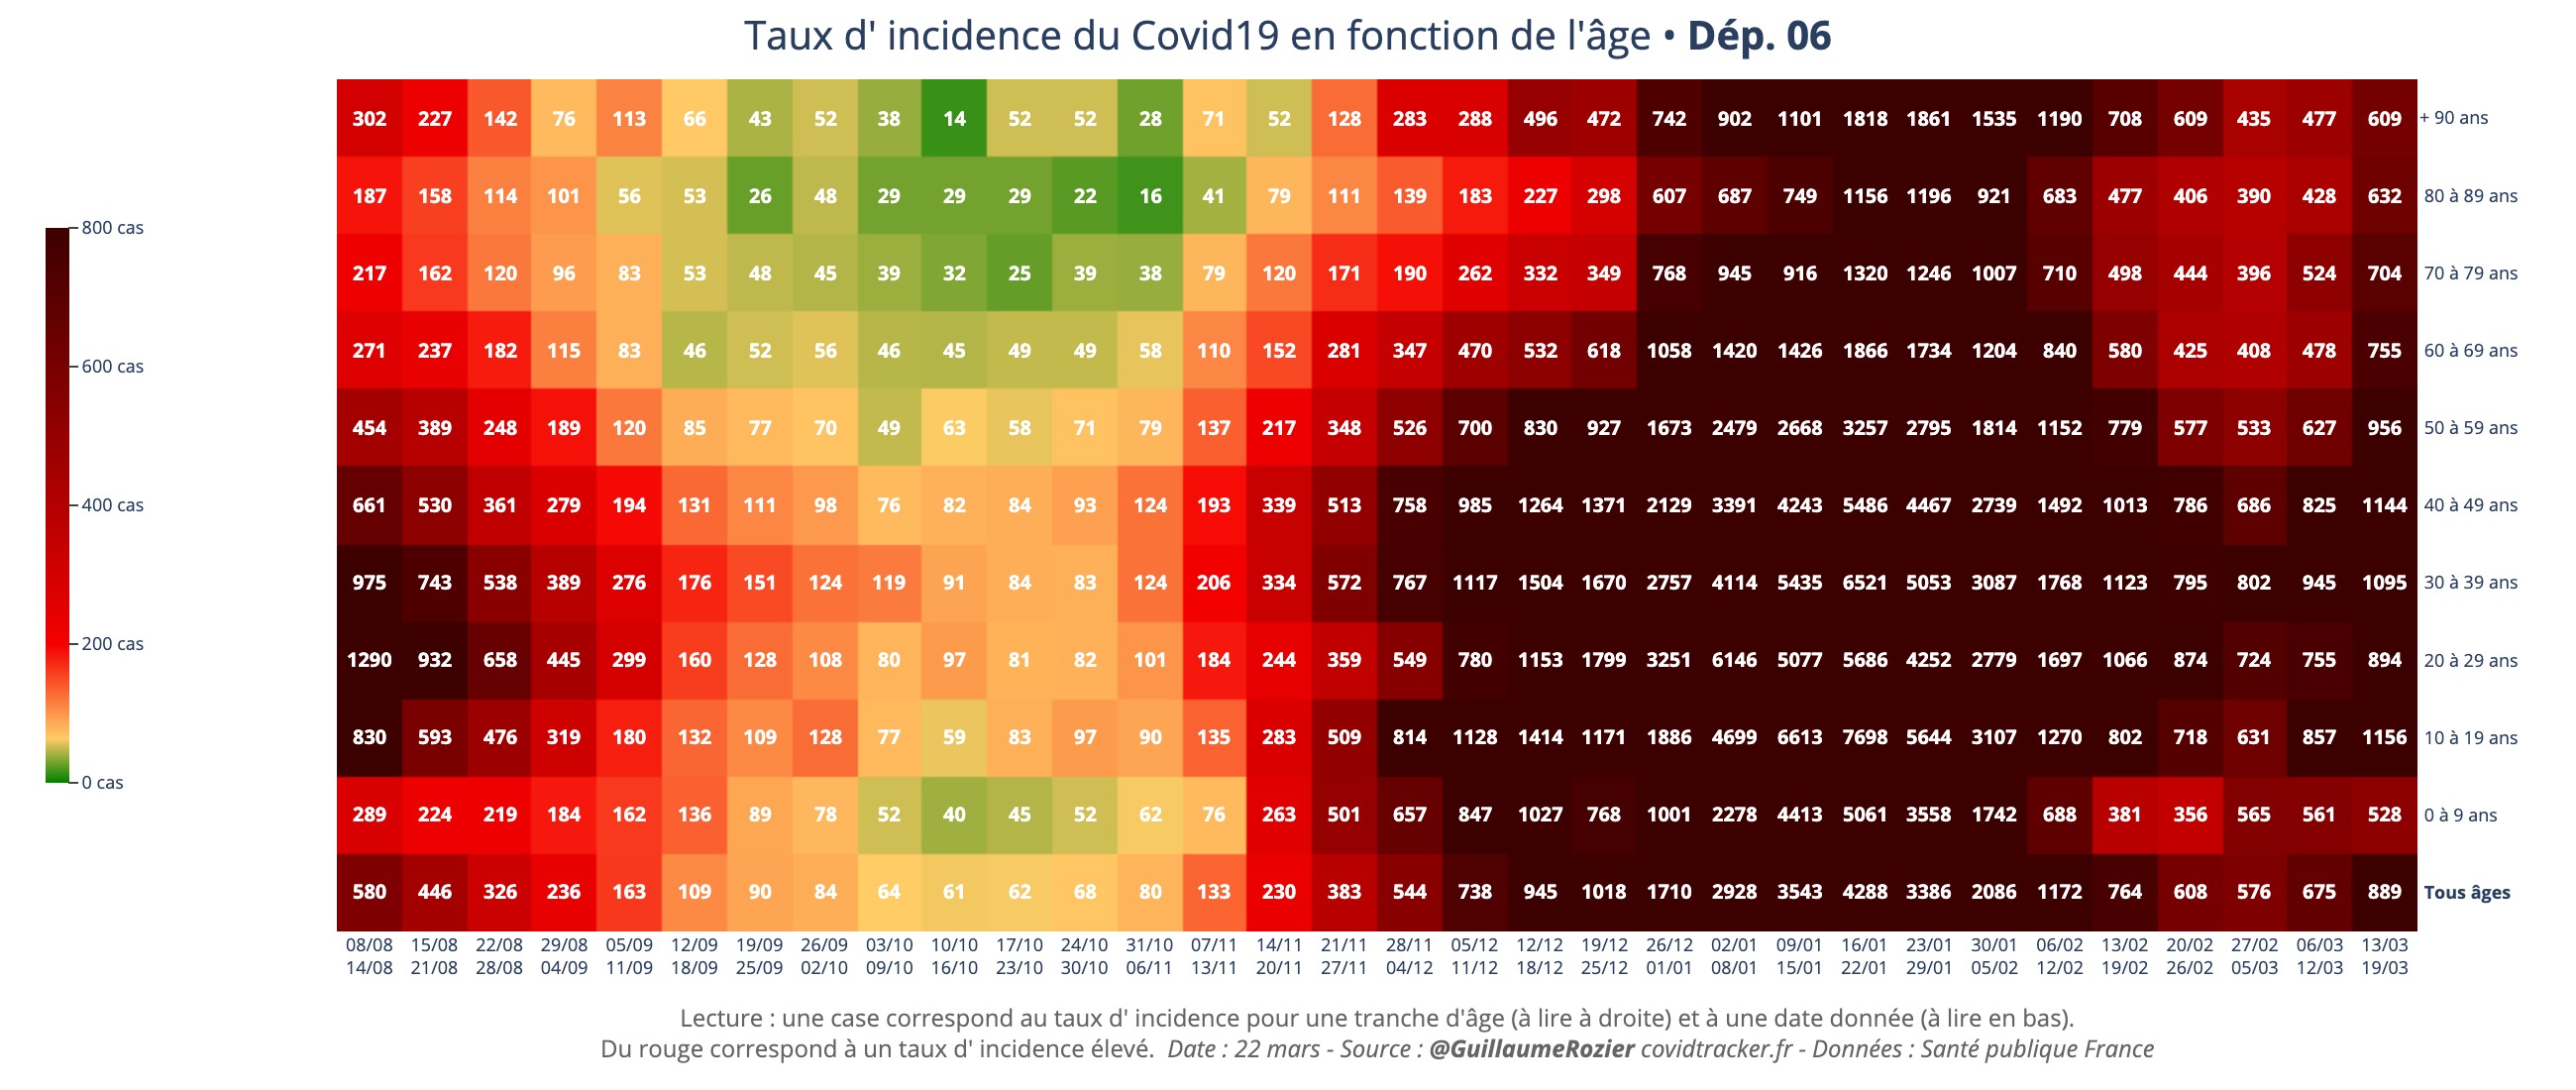 Taux d' incidence du Covid19 en fonction de l'âge • Dép. 06
800 cas
600 cas
400 cas
200 cas
0 cas
302 227 142 76 113 66 43 52 38 14 52 52 28 71 52 128 283 288 496 472 742 902 1101 1818 1861 1535 1190 708 609 435 477 609 + 90 ans
187 158 114 101 56 53 26 48 29 29 29 22 16 41 79 111 139 183 227 298 607 687 749 1156 1196 921 683 477 406 390 428 632 80 à 89 ans
217 162 120 96 83 53 48 45 39 32 25 39 38 79 120 171 190 262 332 349 768 945 916 1320 1246 1007 710 498 444 396 524 704 70 à 79 ans
271 237 182 115 83 46 52 56 46 45 49 49 58 110 152 281 347 470 532 618 1058 1420 1426 1866 1734 1204 840 580 425 408 478 755 60 à 69 ans
454 389 248 189 120 85 77 70 49 63 58 71 79 137 217 348 526 700 830 927 1673 2479 2668 3257 2795 1814 1152 779 577 533 627 956 50 à 59 ans
661 530 361 279 194 131 111 98 76 82 84 93 124 193 339 513 758 985 1264 1371 2129 3391 4243 5486 4467 2739 1492 1013 786 686 825 1144 40 à 49 ans
975 743 538 389 276 176 151 124 119 91 84 83 124 206 334 572 767 1117 1504 1670 2757 4114 5435 6521 5053 3087 1768 1123 795 802 945 1095 30 à 39 ans
1290 932 658 445 299 160 128 108 80 97 81 82 101 184 244 359 549 780 1153 1799 3251 6146 5077 5686 4252 2779 1697 1066 874 724 755 894 20 à 29 ans
830 593 476 319 180 132 109 128 77 59 83 97 90 135 283 509 814 1128 1414 1171 1886 4699 6613 7698 5644 3107 1270 802 718 631 857 1156 10 à 19 ans
289 224 219 184 162 136 89 78 52 40 45 52 62 76 263 501 657 847 1027 768 1001 2278 4413 5061 3558 1742 688 381 356 565 561 528 0 à 9 ans
580 446 326 236 163 109 90 84 64 61 62 68 80 133 230 383 544 738 945 1018 1710 2928 3543 4288 3386 2086 1172 764 608 576 675 889 Tous âges
08/08 15/08 22/08 29/08 05/09 12/09 19/09 26/09 03/10 10/10 17/10 24/10 31/10 07/11 14/11 21/11 28/11 05/12 12/12 19/12 26/12 02/01 09/01 16/01 23/01 30/01 06/02 13/02 20/02 27/02 06/03 13/03
14/08 21/08 28/08 04/09 11/09 18/09 25/09 02/10 09/10 16/10 23/10 30/10 06/11 13/11 20/11 27/11 04/12 11/12 18/12 25/12 01/01 08/01 15/01 22/01 29/01 05/02 12/02 19/02 26/02 05/03 12/03 19/03
Lecture : une case correspond au taux d' incidence pour une tranche d'âge (à lire à droite) et à une date donnée (à lire en bas).
Du rouge correspond à un taux d' incidence élevé. Date : 22 mars - Source : @GuillaumeRozier covidtracker.fr - Données : Santé publique France